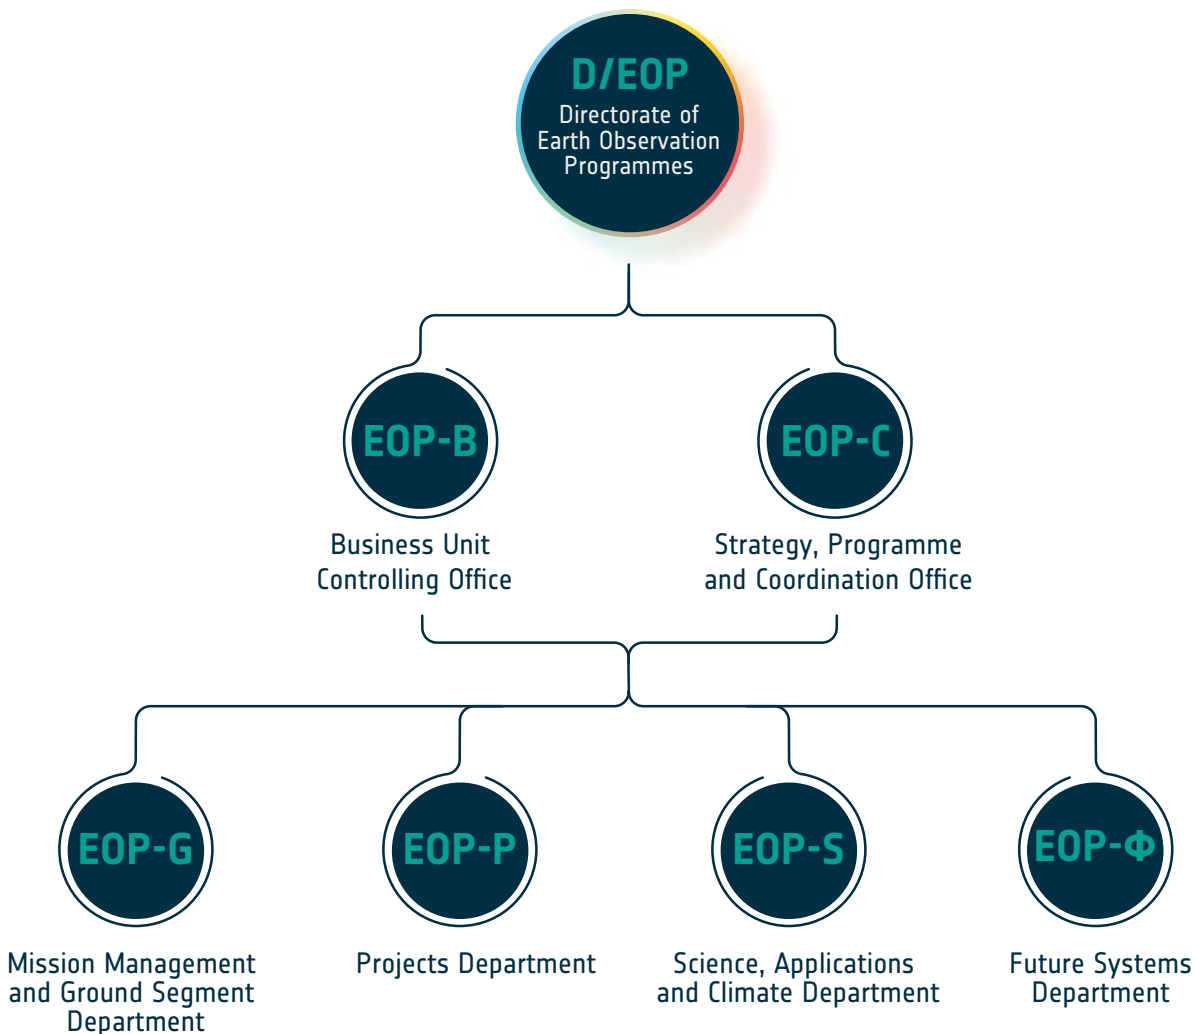 D/EOP
Directorate of
Earth Observation
Programmes
EOP-B
EOP-C
Business Unit
Controlling Office
Strategy, Programme
and Coordination Office
EOP-G
EOP-P
EOP-S
EOP-Φ
Mission Management
and Ground Segment
Department
Projects Department
Science, Applications
and Climate Department
Future Systems
Department